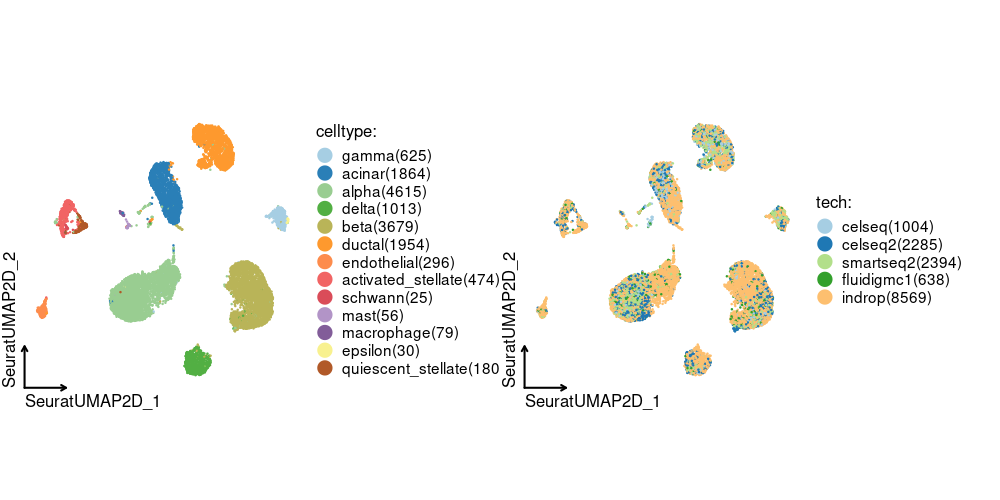 celltype:
gamma(625)
acinar(1864)
alpha(4615)
delta(1013)
beta(3679)
ductal(1954)
endothelial(296)
activated_stellate(474)
schwann(25)
mast(56)
macrophage(79)
epsilon(30)
quiescent_stellate(180
SeuratUMAP2D_2
SeuratUMAP2D_1
tech:
celseq(1004)
celseq2(2285)
smartseq2(2394)
fluidigmc1(638)
indrop(8569)
SeuratUMAP2D_2
SeuratUMAP2D_1